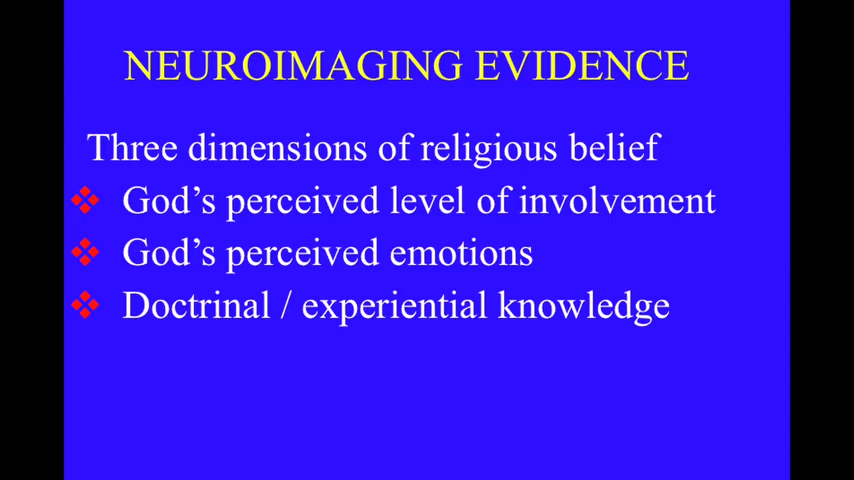 NEUROIMAGING EVIDENCE
Three dimensions of religious belief
God’s perceived level of involvement
God’s perceived emotions
Doctrinal / experiential knowledge